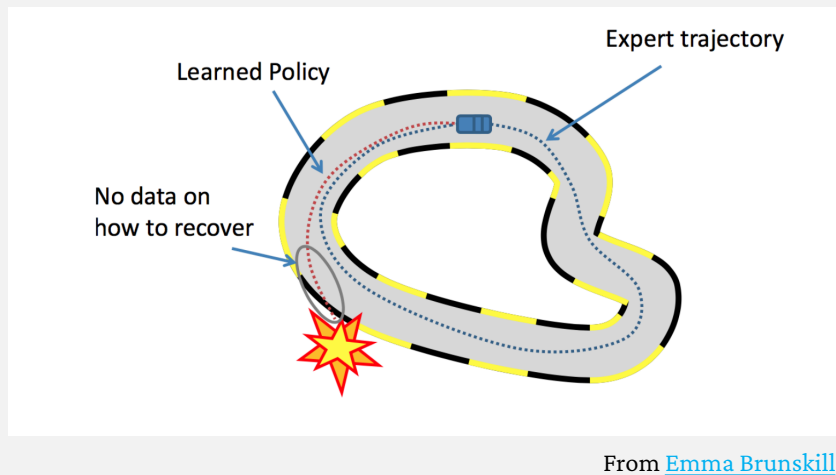 Expert trajectory
Learned Policy
No data on
how to recover
From Emma Brunskill